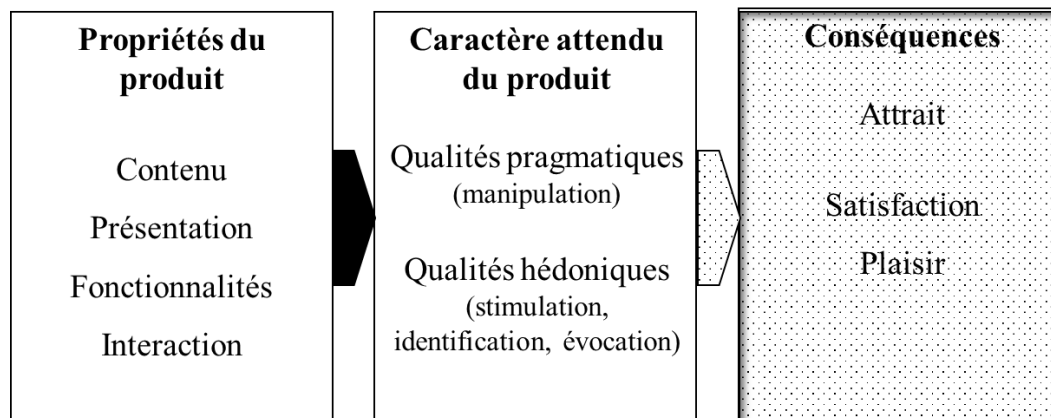 Propriétés du
produit
Contenu
Présentation
Fonctionnalités
Interaction
Caractère attendu
du produit
Qualités pragmatiques
(manipulation)
Qualités hédoniques
(stimulation,
identification, évocation)
Conséquences
Attrait
Satisfaction
Plaisir